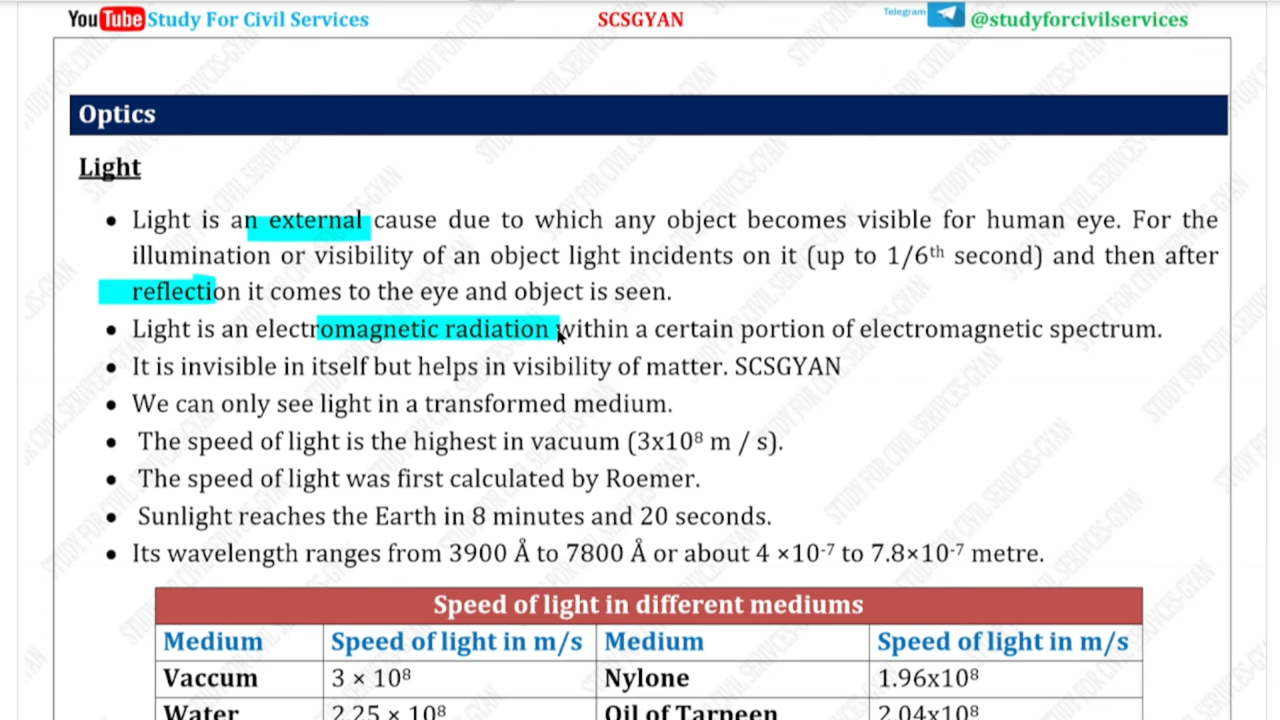 YouTube Study For Civil Services SCSGYAN Telegram @studyforcivilservices
Optics
Light
• Light is an external cause due to which any object becomes visible for human eye. For the
illumination or visibility of an object light incidents on it (up to 1/6th second) and then after
reflection it comes to the eye and object is seen.
• Light is an electromagnetic radiation within a certain portion of electromagnetic spectrum.
• It is invisible in itself but helps in visibility of matter. SCSGYAN
• We can only see light in a transformed medium.
• The speed of light is the highest in vacuum (3x10⁸ m / s).
• The speed of light was first calculated by Roemer.
• Sunlight reaches the Earth in 8 minutes and 20 seconds.
• Its wavelength ranges from 3900 Å to 7800 Å or about 4 ×10⁻⁷ to 7.8×10⁻⁷ metre.
Speed of light in different mediums
Medium Speed of light in m/s Medium Speed of light in m/s
Vaccum 3 × 10⁸ Nylone 1.96x10⁸
Water 2.25 × 10⁸ Oil of Tarpeen 2.04x10⁸